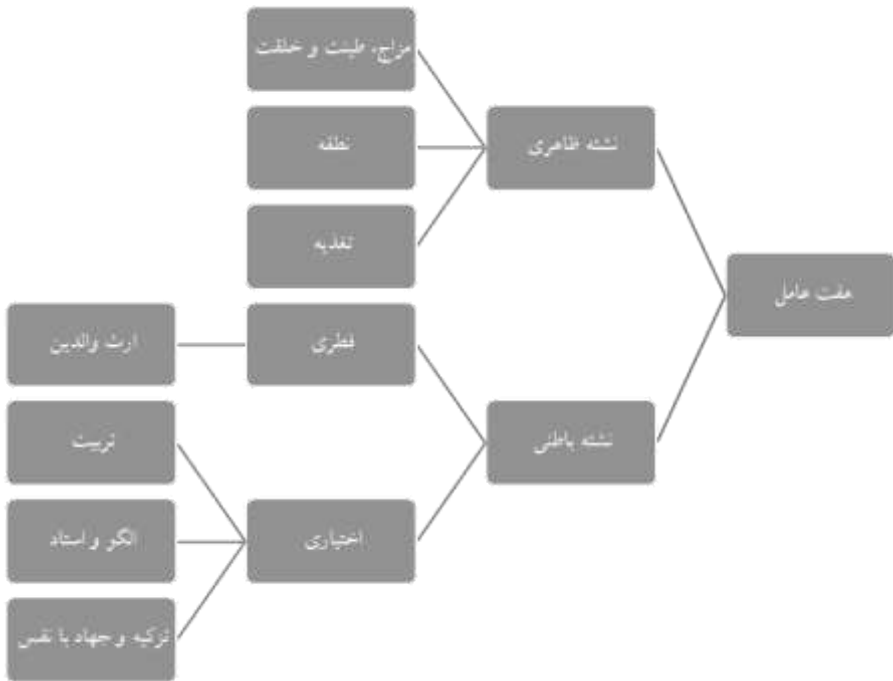 هفت عامل
نشئه ظاهری
مزاج، طینت و خلقت
نطفه
تغذیه
نشئه باطنی
فطری
ارث والدین
اختیاری
تربیت
الگو و استاد
تزکیه و جهاد با نفس